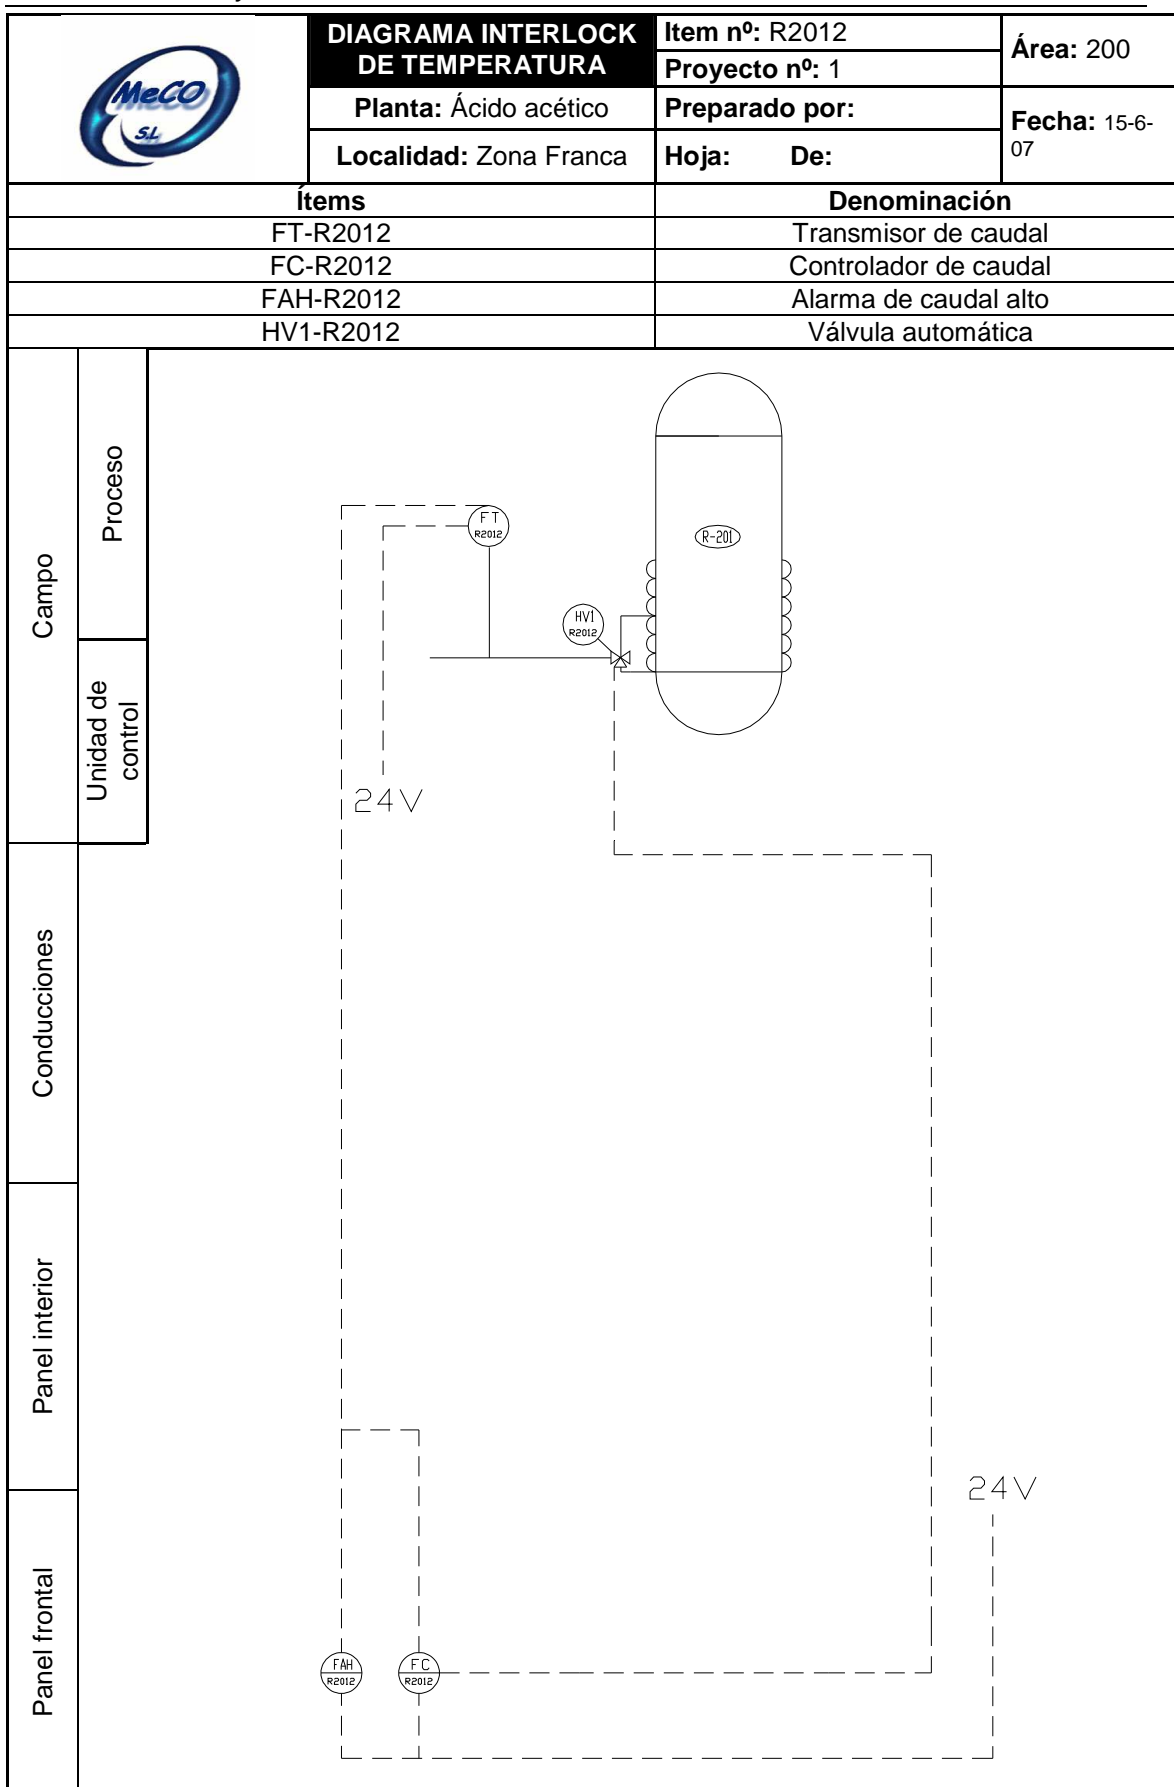 MeCO
S.L
DIAGRAMA INTERLOCK
DE TEMPERATURA
Item nº: R2012
Área: 200
Proyecto nº: 1
Planta: Ácido acético
Preparado por:
Fecha: 15-6-
07
Localidad: Zona Franca
Hoja: De:
Ítems
Denominación
FT-R2012
Transmisor de caudal
FC-R2012
Controlador de caudal
FAH-R2012
Alarma de caudal alto
HV1-R2012
Válvula automática
Campo
Proceso
Unidad de
control
Conducciones
Panel interior
Panel frontal
FT
R2012
R-201
HV1
R2012
24V
24V
FAH
R2012
FC
R2012